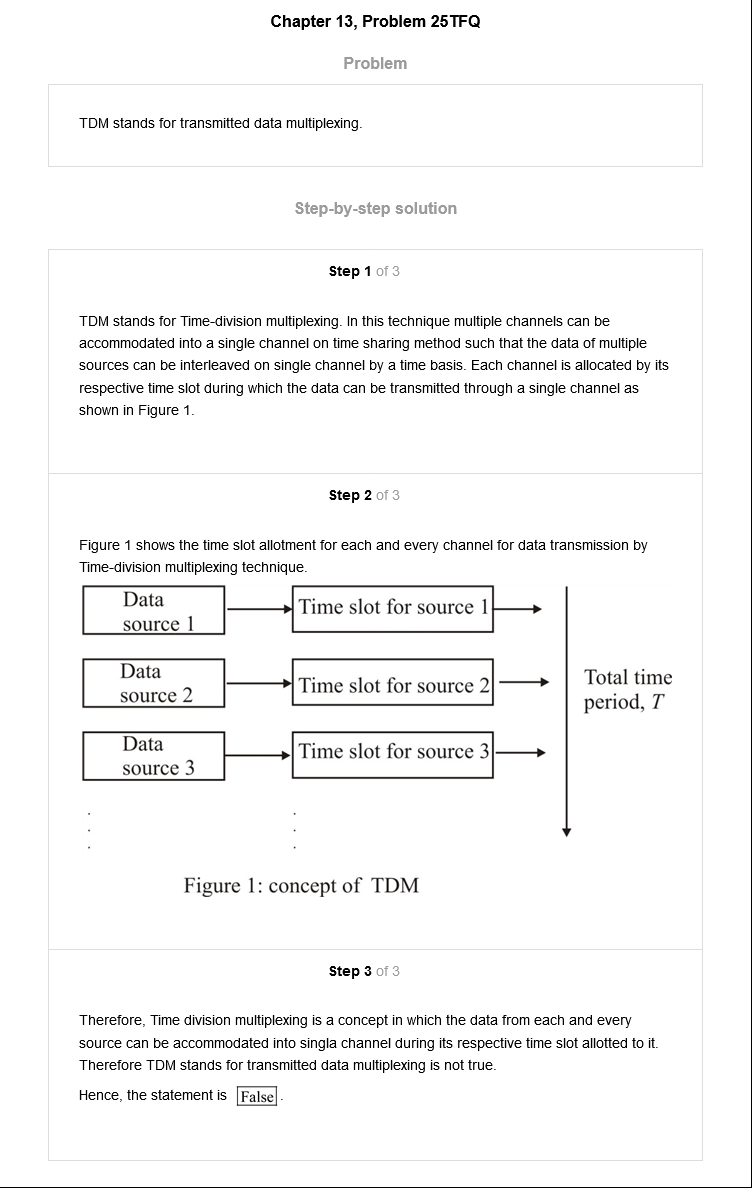 Chapter 13, Problem 25TFQ
Problem
TDM stands for transmitted data multiplexing.
Step-by-step solution
Step 1 of 3
TDM stands for Time-division multiplexing. In this technique multiple channels can be
accommodated into a single channel on time sharing method such that the data of multiple
sources can be interleaved on single channel by a time basis. Each channel is allocated by its
respective time slot during which the data can be transmitted through a single channel as
shown in Figure 1.
Step 2 of 3
Figure 1 shows the time slot allotment for each and every channel for data transmission by
Time-division multiplexing technique.
Data
source 1
Time slot for source 1
Data
source 2
Time slot for source 2
Data
source 3
Time slot for source 3
Total time
period, T
Figure 1: concept of TDM
Step 3 of 3
Therefore, Time division multiplexing is a concept in which the data from each and every
source can be accommodated into singla channel during its respective time slot allotted to it.
Therefore TDM stands for transmitted data multiplexing is not true.
Hence, the statement is False.